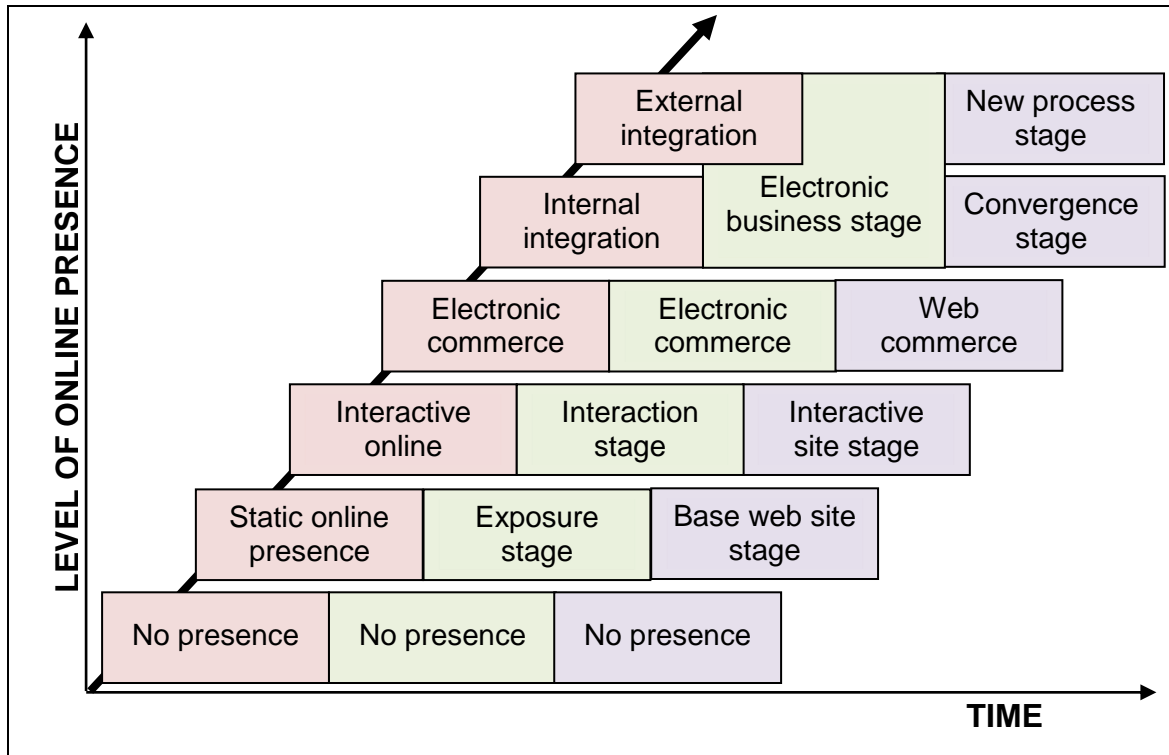 LEVEL OF ONLINE PRESENCE
External
integration
New process
stage
Internal
integration
Electronic
business stage
Convergence
stage
Electronic
commerce
Electronic
commerce
Web
commerce
Interactive
online
Interaction
stage
Interactive
site stage
Static online
presence
Exposure
stage
Base web site
stage
No presence
No presence
No presence
TIME